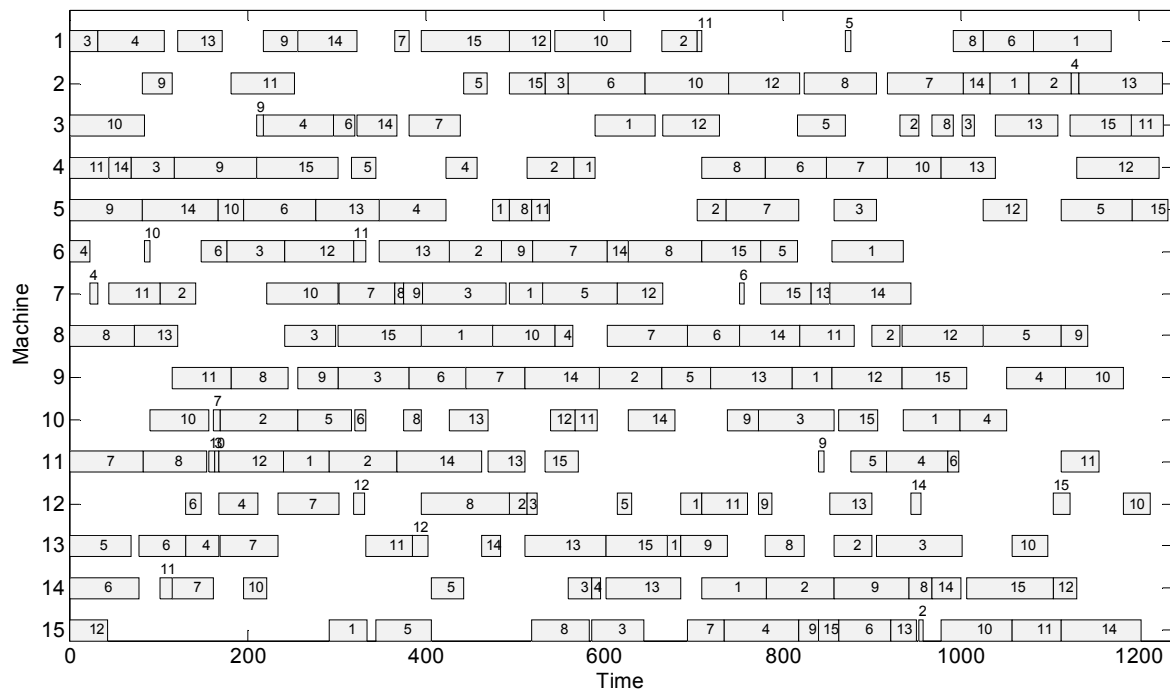 11 5
1 3 4 13 9 14 7 15 12 10 2 8 6 1
4
2 9 11 5 15 3 6 10 12 8 7 14 1 2 13
9
3 10 4 6 14 7 1 12 5 2 8 3 13 15 11
4 11 14 3 9 15 5 4 2 1 8 6 7 10 13 12
5 9 14 10 6 13 4 1 8 11 2 7 3 12 5 15
10 11
6 4 6 3 12 13 2 9 7 14 8 15 5 1
4 6
7 11 2 10 7 8 9 3 1 5 12 15 13 14
8 8 13 3 15 1 10 4 7 6 14 11 2 12 5 9
9 11 8 9 3 6 7 14 2 5 13 1 12 15 4 10
7
10 10 2 5 6 8 13 12 11 14 9 3 15 1 4
9
11 7 8 12 1 2 14 13 15 5 4 6 11
12 14 15
12 6 4 7 8 2 3 5 1 11 9 13 10
12
13 5 6 4 7 11 14 13 15 1 9 8 2 3 10
11
14 6 7 10 5 3 4 13 1 2 9 8 14 15 12
2
15 12 1 5 8 3 7 4 9 15 6 13 10 11 14
0 200 400 600 800 1000 1200
Time
Machine